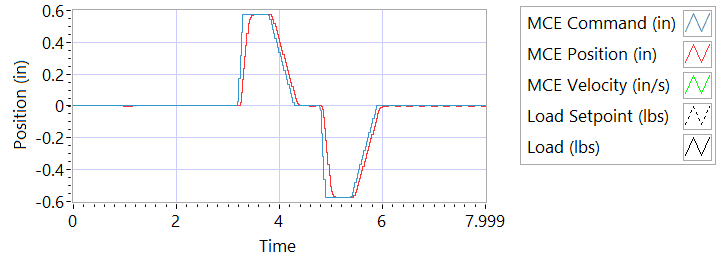 Position (in)
0.6
0.4
0.2
0
-0.2
-0.4
-0.6
0
2
4
6
7.999
Time
MCE Command (in)
MCE Position (in)
MCE Velocity (in/s)
Load Setpoint (lbs)
Load (lbs)